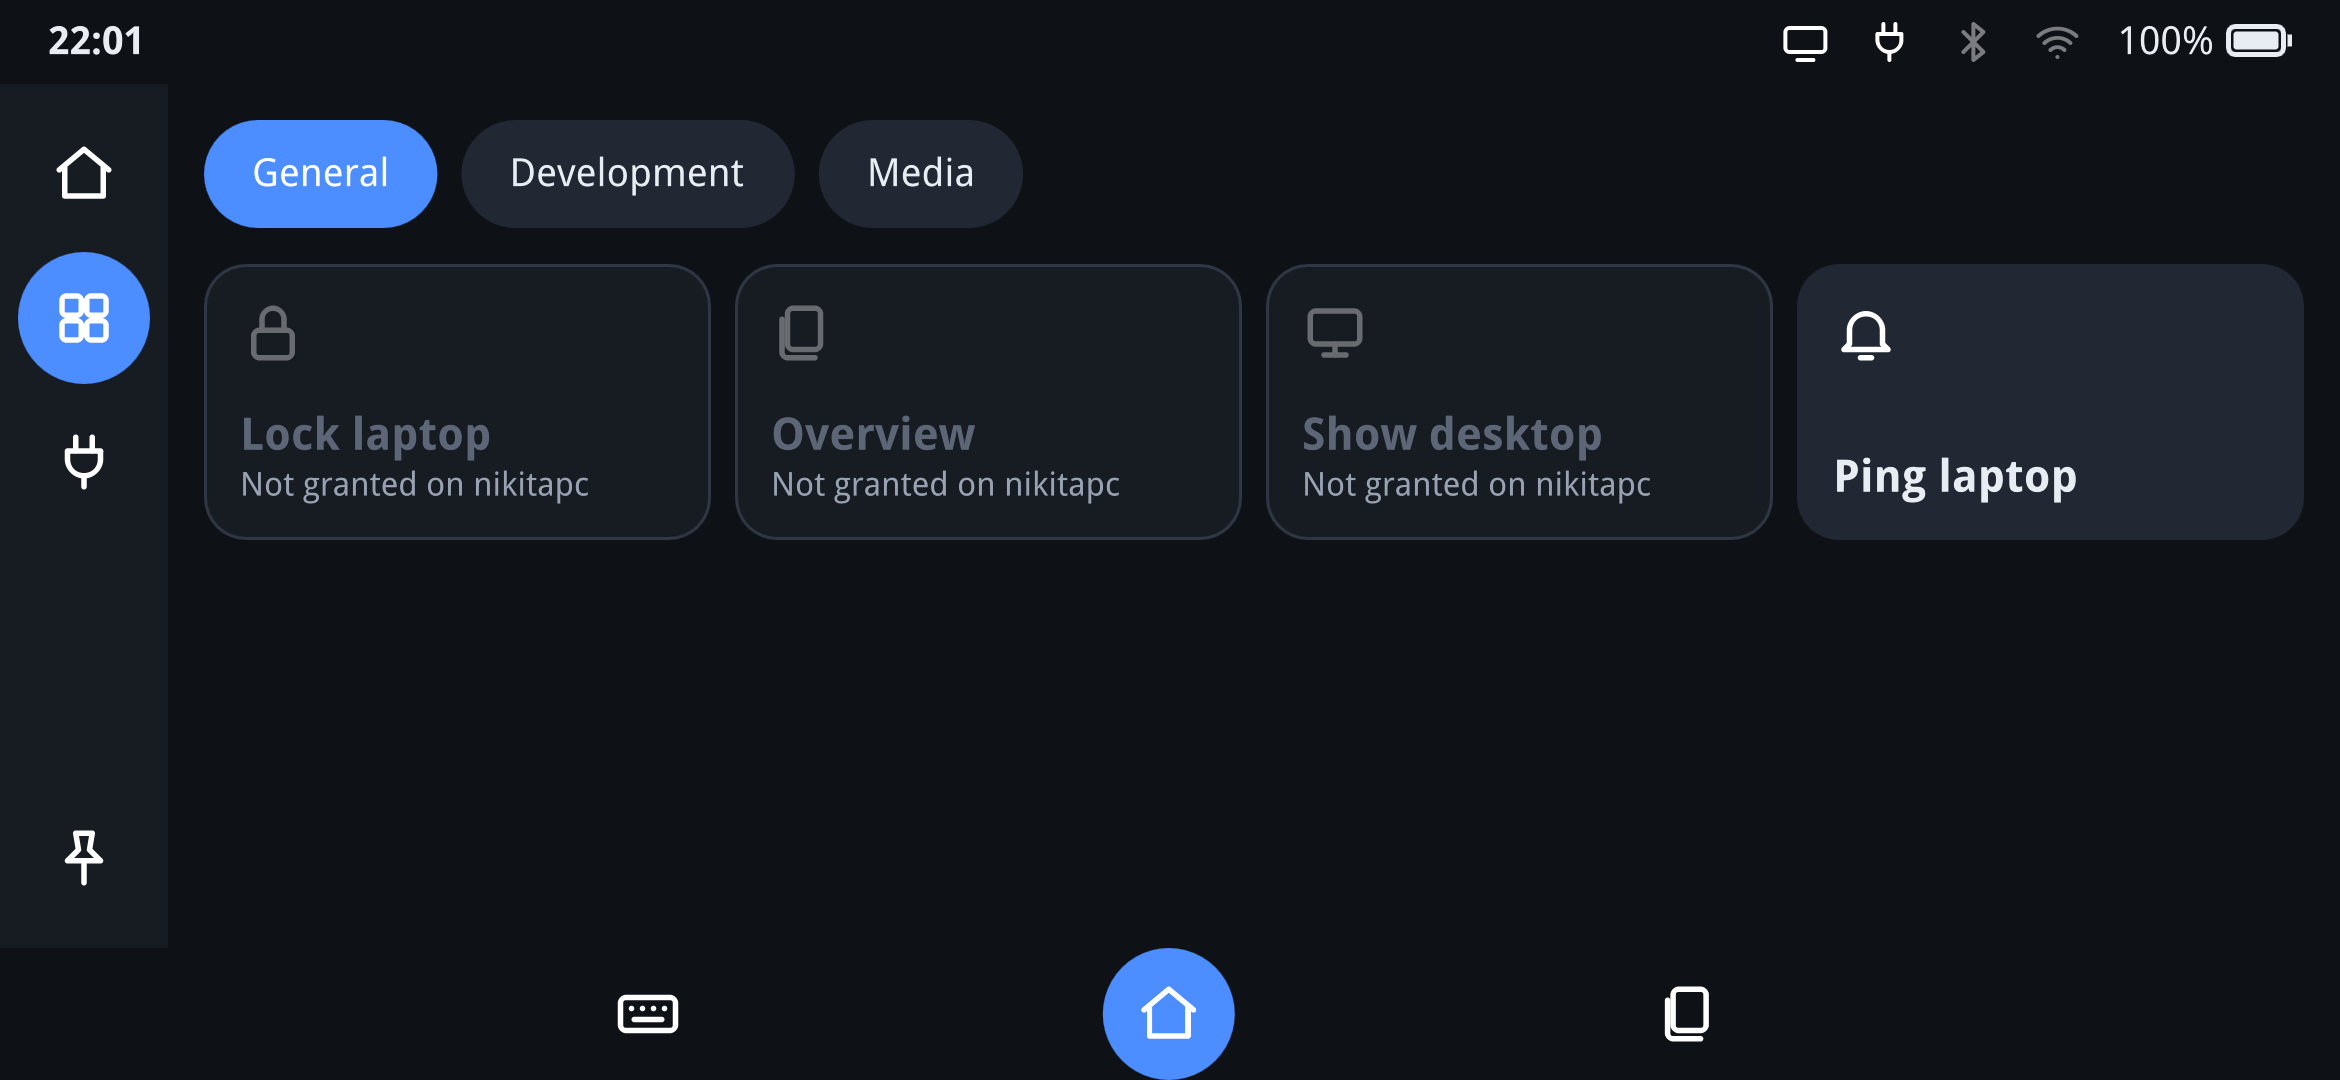 22:01
100%
General
Development
Media
Lock laptop
Not granted on nikitapc
Overview
Not granted on nikitapc
Show desktop
Not granted on nikitapc
Ping laptop